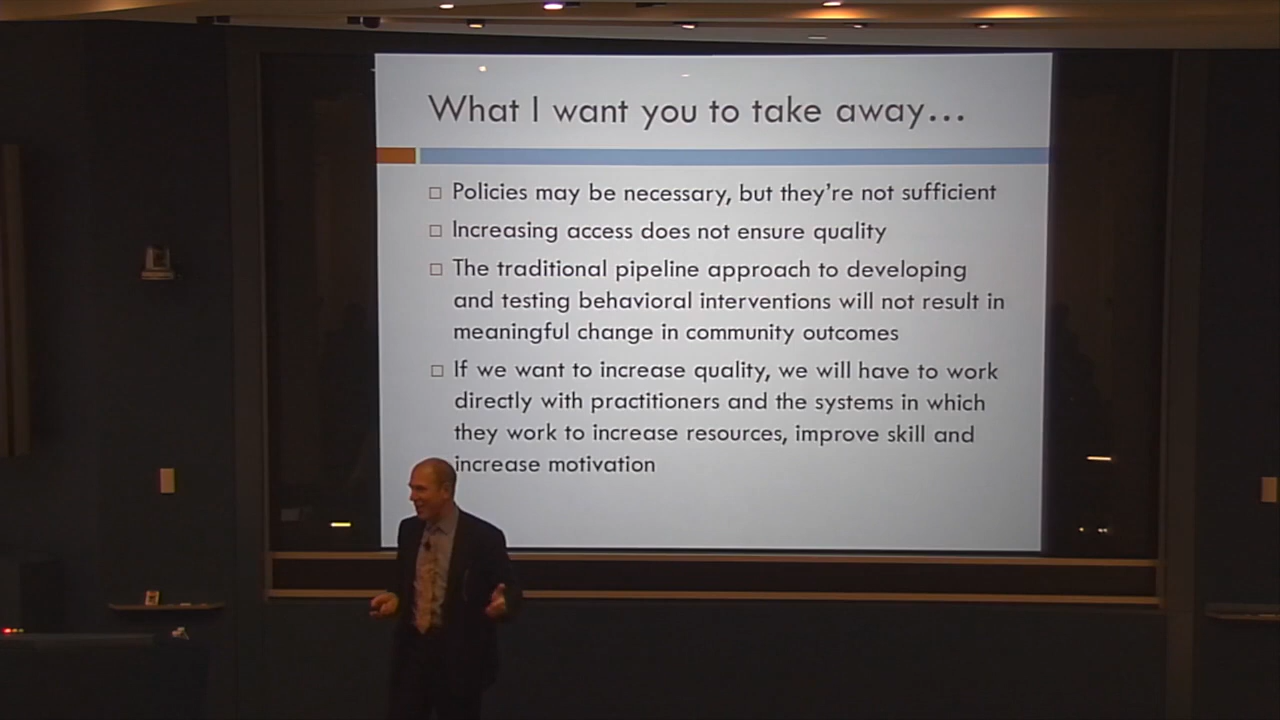 What I want you to take away...
Policies may be necessary, but they're not sufficient
Increasing access does not ensure quality
The traditional pipeline approach to developing
and testing behavioral interventions will not result in
meaningful change in community outcomes
If we want to increase quality, we will have to work
directly with practitioners and the systems in which
they work to increase resources, improve skill and
increase motivation